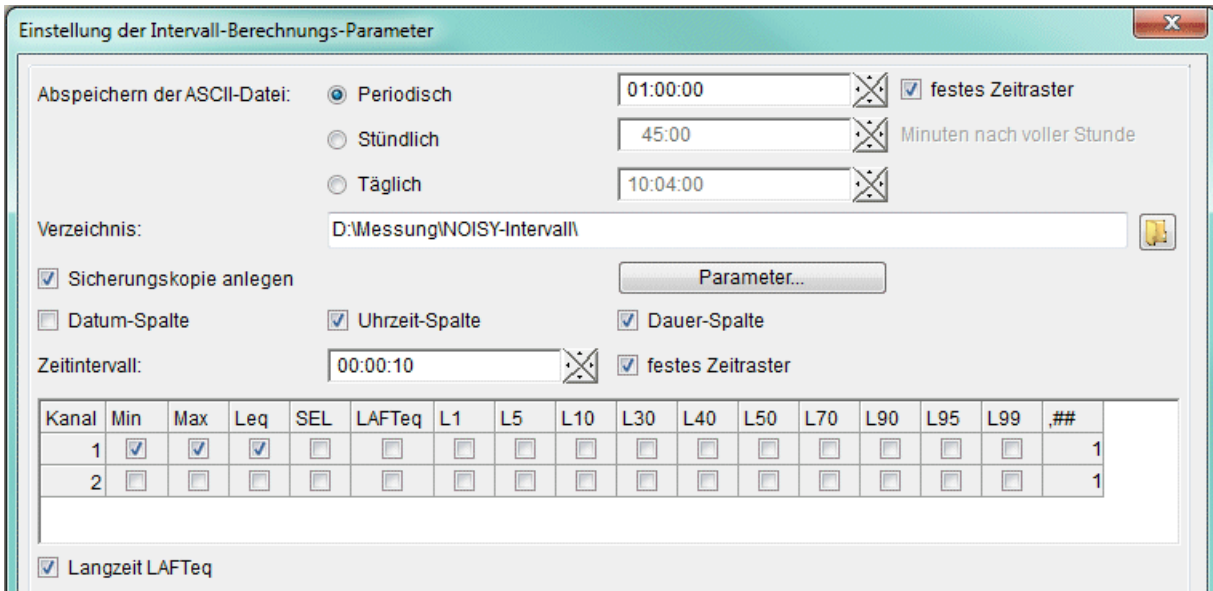 Einstellung der Intervall-Berechnungs-Parameter
Abspeichern der ASCII-Datei: Periodisch 01:00:00 festes Zeitraster
Stündlich 45:00 Minuten nach voller Stunde
Täglich 10:04:00
Verzeichnis: D:\Messung\NOISY-Intervall\
Sicherungskopie anlegen Parameter...
Datum-Spalte Uhrzeit-Spalte Dauer-Spalte
Zeitintervall: 00:00:10 festes Zeitraster
Kanal Min Max Leq SEL LAFTeq L1 L5 L10 L30 L40 L50 L70 L90 L95 L99 ,##
1 1
2 1
Langzeit LAFTeq